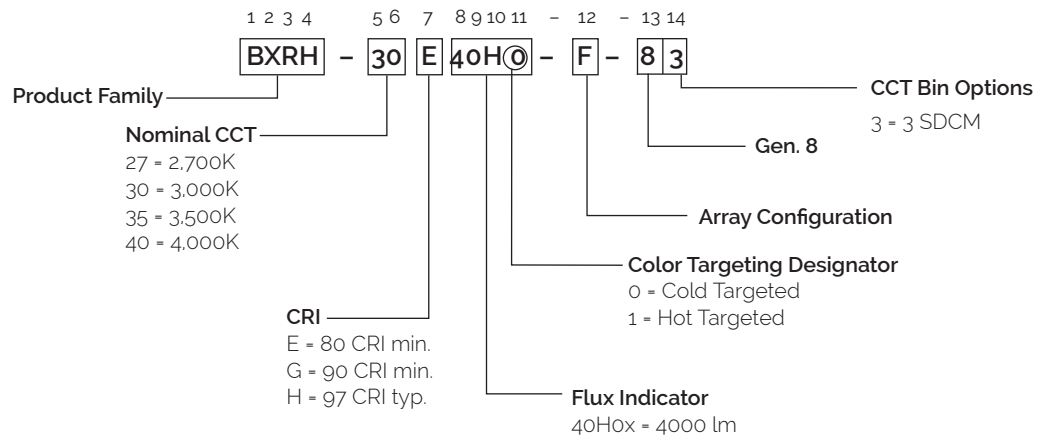 1 2 3 4 5 6 7 8 9 10 11 - 12 - 13 14
BXRH - 30 E 40H0 - F - 8 3
Product Family
CCT Bin Options
3 = 3 SDCM
Nominal CCT
27 = 2,700K
30 = 3,000K
35 = 3,500K
40 = 4,000K
Gen. 8
Array Configuration
Color Targeting Designator
0 = Cold Targeted
1 = Hot Targeted
CRI
E = 80 CRI min.
G = 90 CRI min.
H = 97 CRI typ.
Flux Indicator
40H0x = 4000 lm